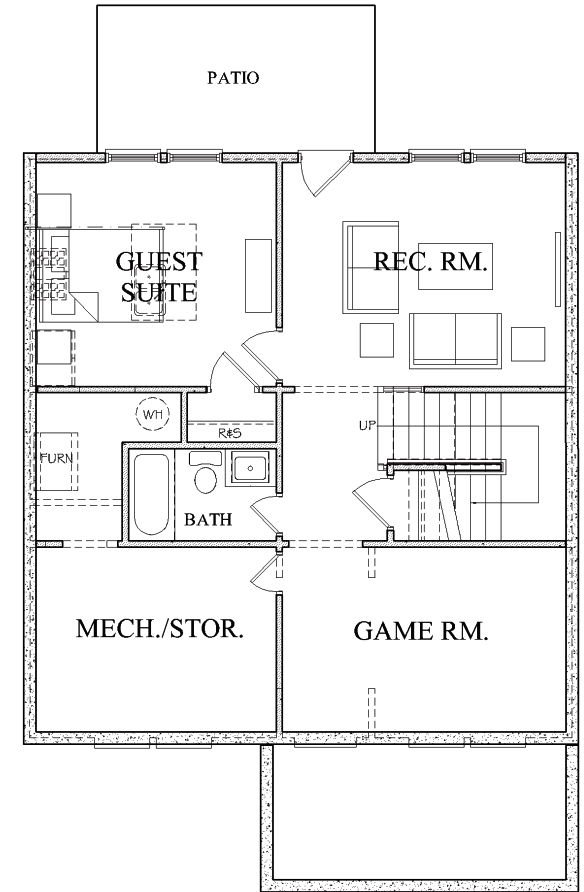 PATIO
GUEST
SUITE
REC. RM.
WH
R&S
UP
FURN
BATH
MECH./STOR.
GAME RM.